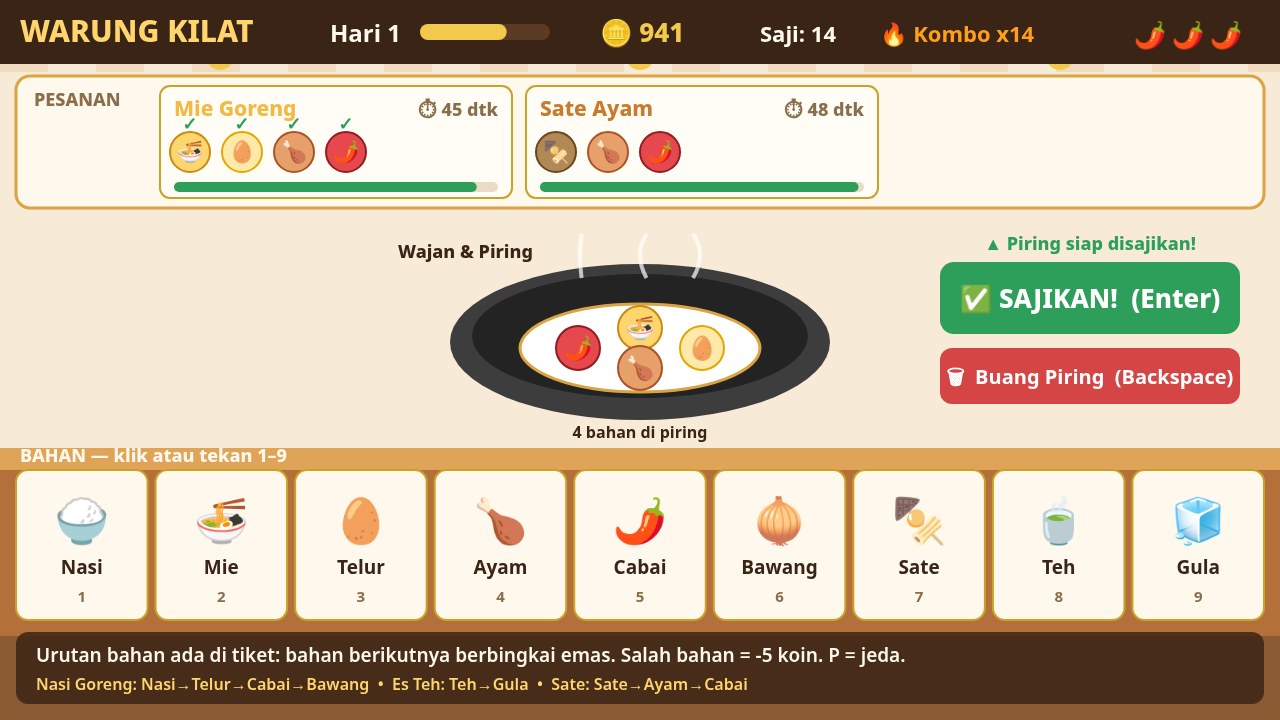 WARUNG KILAT
Hari 1
941
Saji: 14
Kombo x14
PESANAN
Mie Goreng
45 dtk
Sate Ayam
48 dtk
Wajan & Piring
▲ Piring siap disajikan!
✅ SAJIKAN! (Enter)
Buang Piring (Backspace)
4 bahan di piring
BAHAN — klik atau tekan 1–9
Nasi
1
Mie
2
Telur
3
Ayam
4
Cabai
5
Bawang
6
Sate
7
Teh
8
Gula
9
Urutan bahan ada di tiket: bahan berikutnya berbingkai emas. Salah bahan = -5 koin. P = jeda.
Nasi Goreng: Nasi→Telur→Cabai→Bawang • Es Teh: Teh→Gula • Sate: Sate→Ayam→Cabai